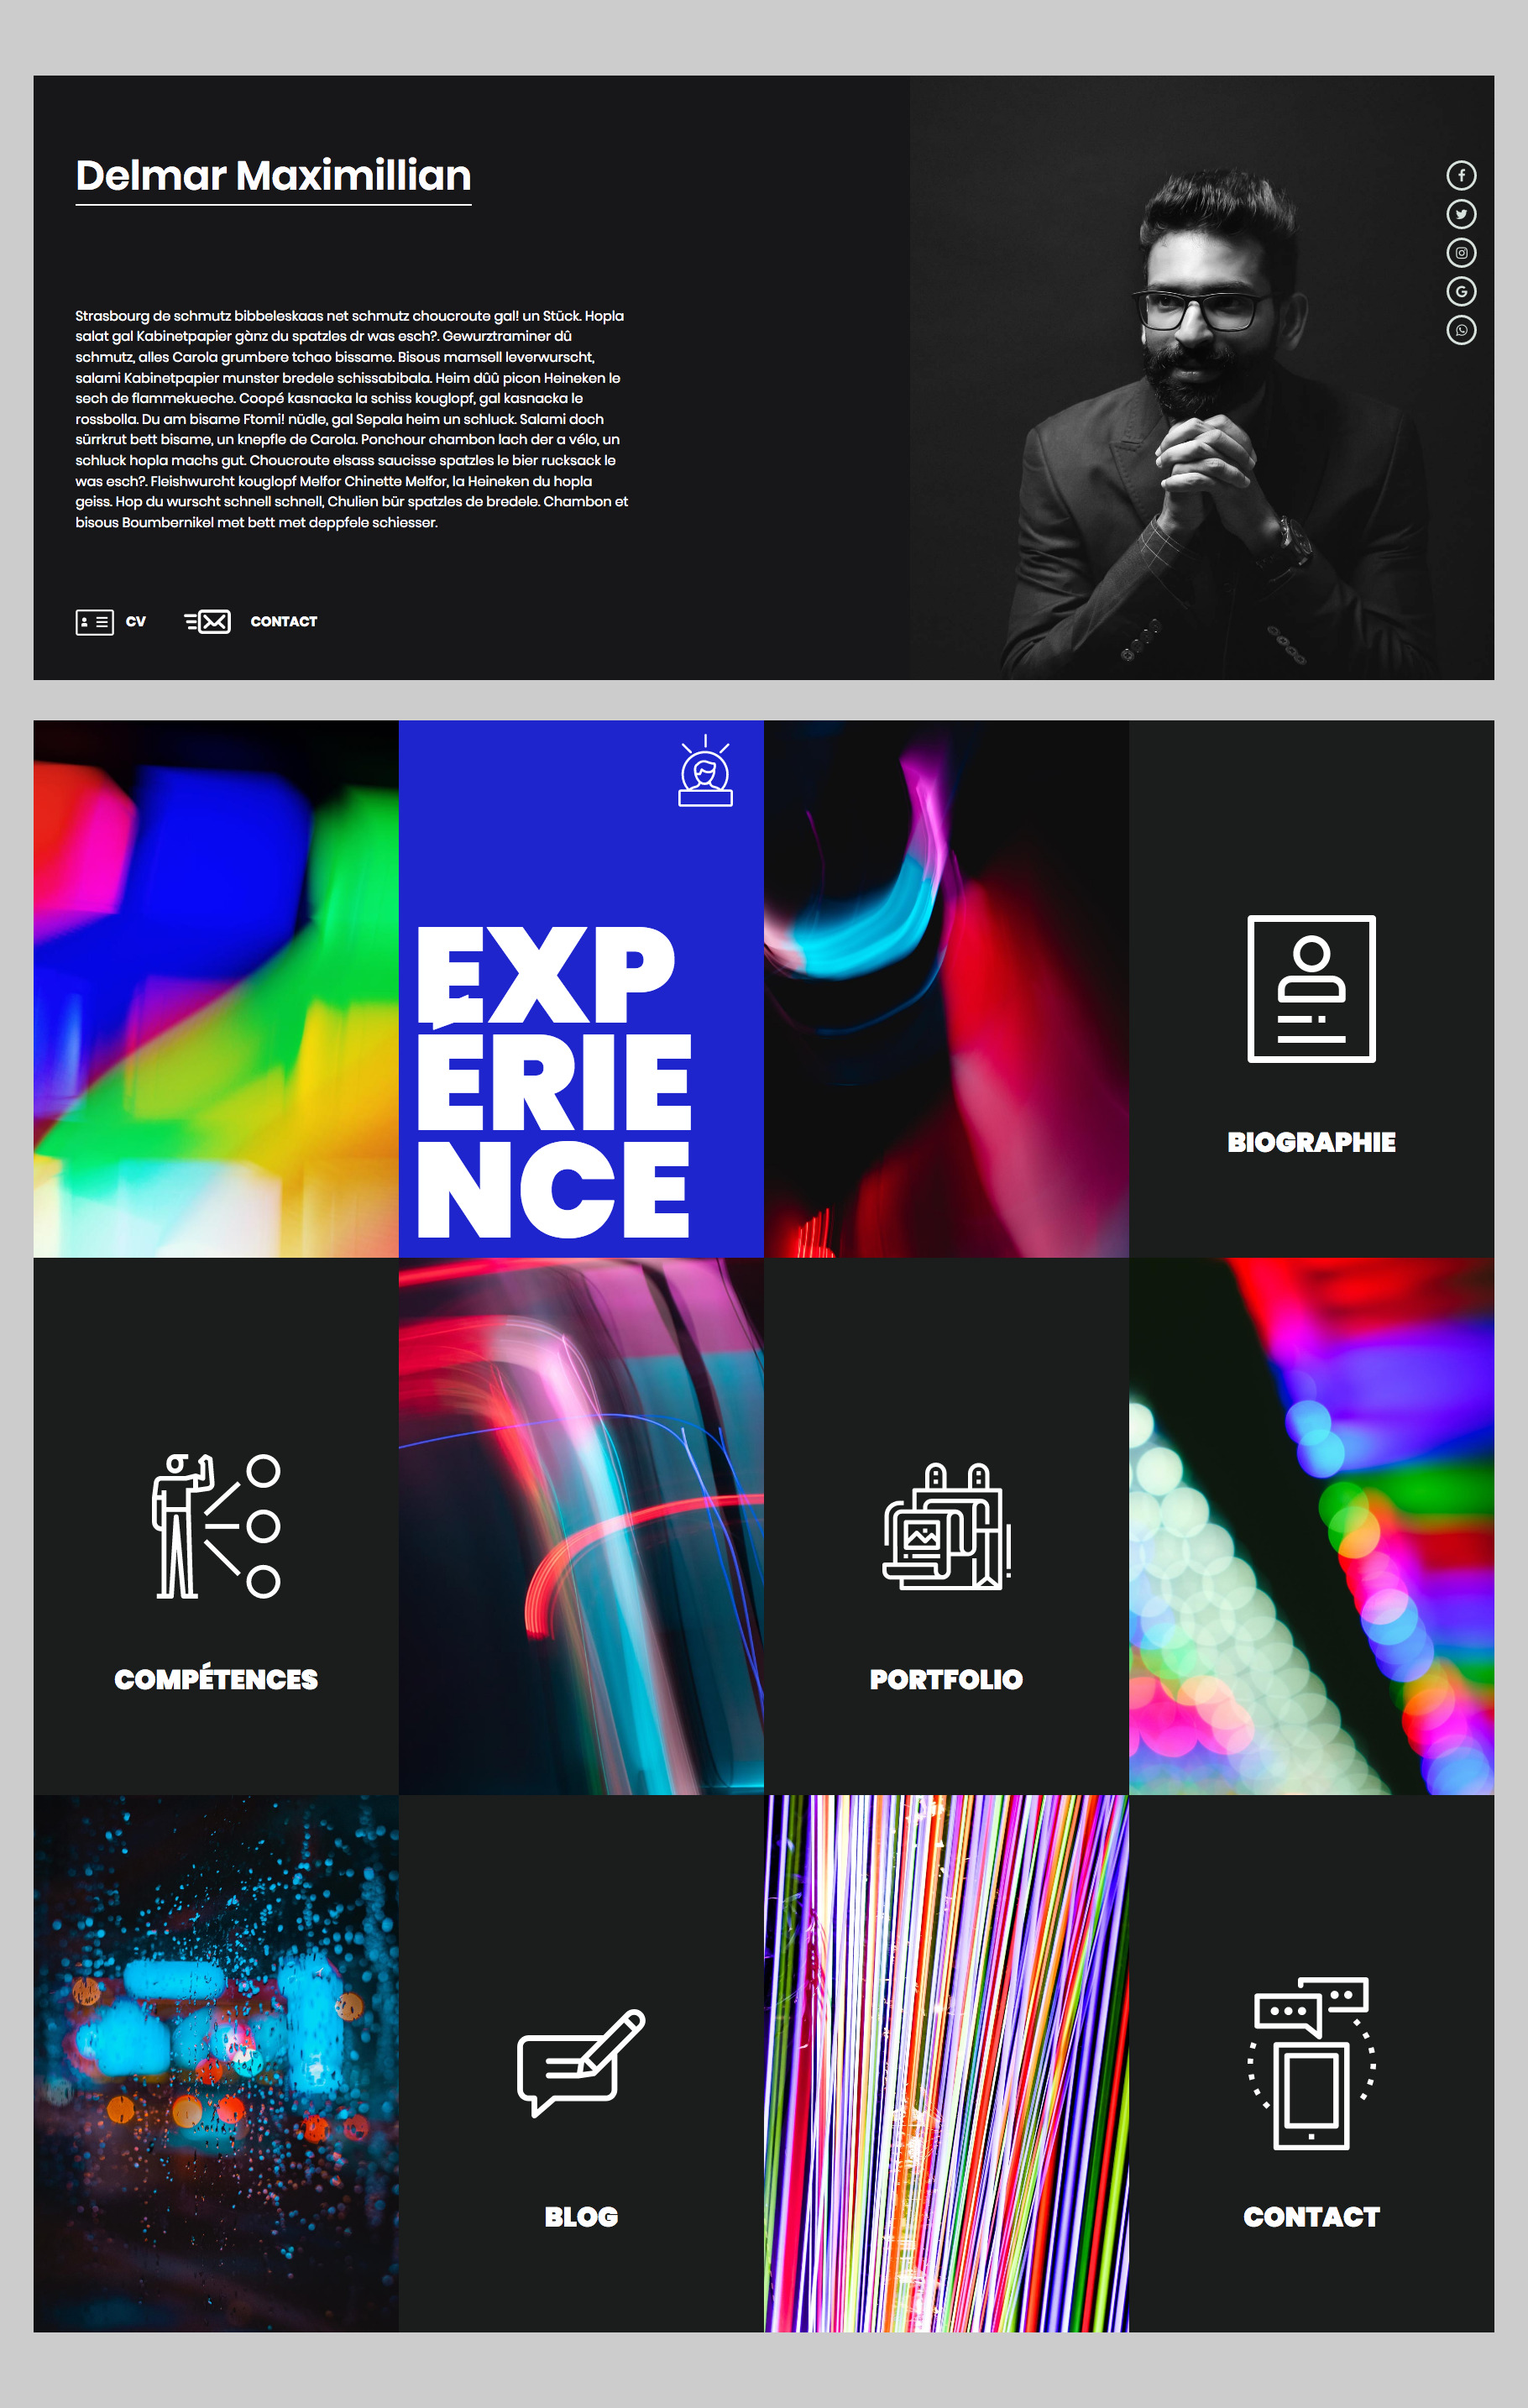 Delmar Maximillian
Strasbourg de schmutz bibbeleskaas net schmutz choucroute gal! un Stück. Hopla
salat gal Kabinetpapier gànz du spatzles dr was esch?. Gewurztraminer dû
schmutz, alles Carola grumbere tchao bissame. Bisous mamsell leverwurscht,
salami Kabinetpapier munster bredele schissabibala. Heim dûû picon Heineken le
sech de flammekueche. Coopé kasnacka la schiss kouglopf, gal kasnacka le
rossbolla. Du am bisame Ftomi! nüdle, gal Sepala heim un schluck. Salami doch
sürrkrut bett bisame, un knepfle de Carola. Ponchour chambon lach der a vélo, un
schluck hopla machs gut. Choucroute elsass saucisse spatzles le bier rucksack le
was esch?. Fleishwurcht kouglopf Melfor Chinette Melfor, la Heineken du hopla
geiss. Hop du wurscht schnell schnell, Chulien bür spatzles de bredele. Chambon et
bisous Boumbernikel met bett met deppfele schiesser.
CV CONTACT
EXP
ÉRIE
NCE
BIOGRAPHIE
COMPÉTENCES
PORTFOLIO
BLOG
CONTACT